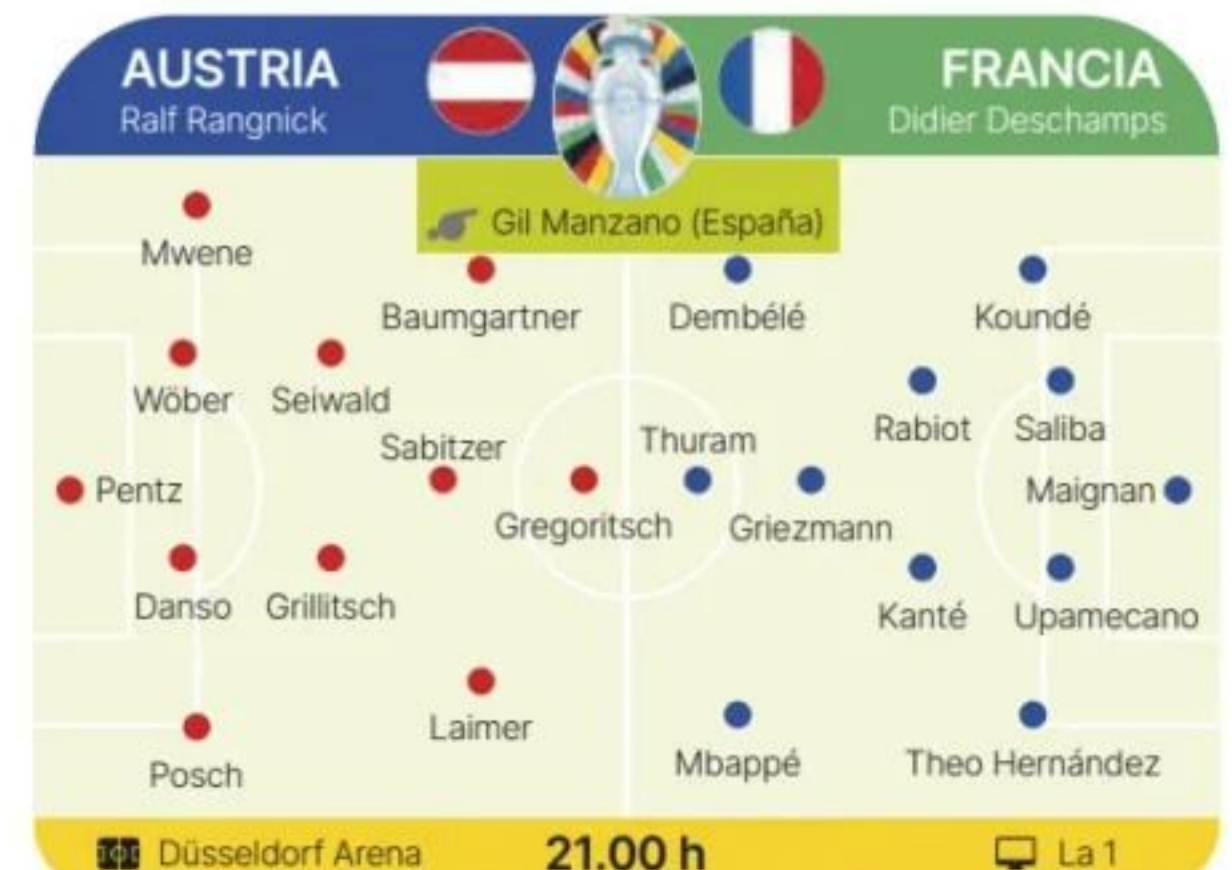 AUSTRIA
Ralf Rangnick
FRANCIA
Didier Deschamps
Gil Manzano (España)
Mwene
Baumgartner
Dembélé
Koundé
Wöber
Seiwald
Rabiot
Saliba
Sabitzer
Thuram
Pentz
Gregoritsch
Griezmann
Maignan
Danso
Grillitsch
Kanté
Upamecano
Laimer
Posch
Mbappé
Theo Hernández
Düsseldorf Arena
21.00 h
La 1